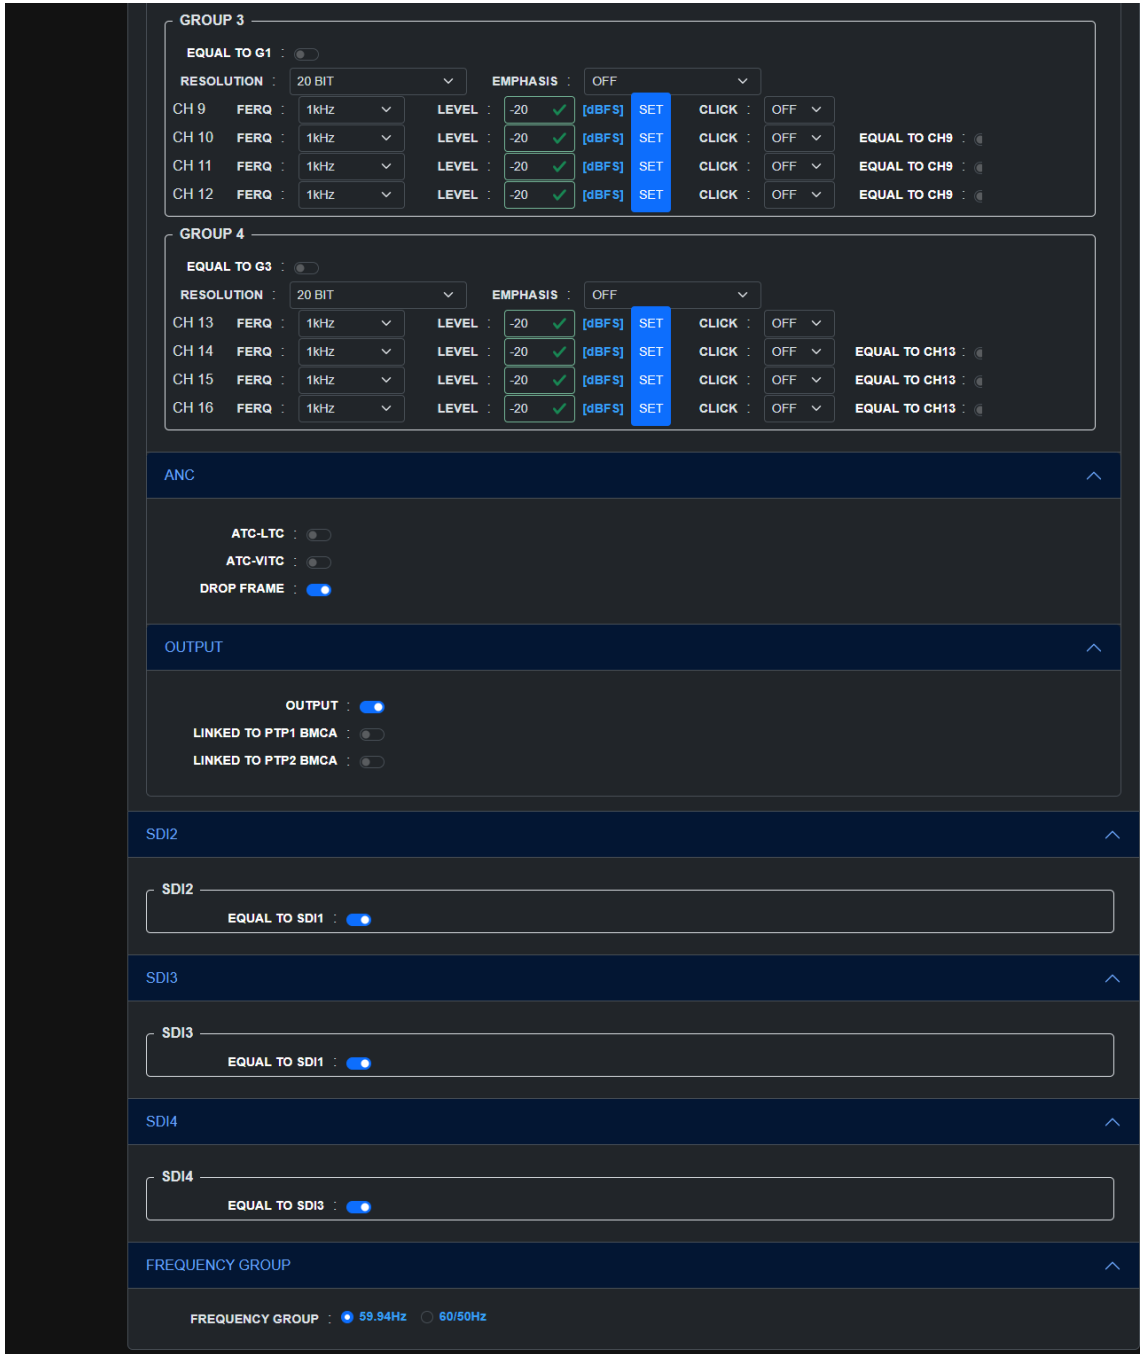 GROUP 3
EQUAL TO G1 :
RESOLUTION : 20 BIT EMPHASIS : OFF
CH 9 FERQ : 1kHz LEVEL : -20 [dBFS] SET CLICK : OFF
CH 10 FERQ : 1kHz LEVEL : -20 [dBFS] SET CLICK : OFF EQUAL TO CH9 :
CH 11 FERQ : 1kHz LEVEL : -20 [dBFS] SET CLICK : OFF EQUAL TO CH9 :
CH 12 FERQ : 1kHz LEVEL : -20 [dBFS] SET CLICK : OFF EQUAL TO CH9 :
GROUP 4
EQUAL TO G3 :
RESOLUTION : 20 BIT EMPHASIS : OFF
CH 13 FERQ : 1kHz LEVEL : -20 [dBFS] SET CLICK : OFF
CH 14 FERQ : 1kHz LEVEL : -20 [dBFS] SET CLICK : OFF EQUAL TO CH13 :
CH 15 FERQ : 1kHz LEVEL : -20 [dBFS] SET CLICK : OFF EQUAL TO CH13 :
CH 16 FERQ : 1kHz LEVEL : -20 [dBFS] SET CLICK : OFF EQUAL TO CH13 :
ANC
ATC-LTC :
ATC-VITC :
DROP FRAME :
OUTPUT
OUTPUT :
LINKED TO PTP1 BMCA :
LINKED TO PTP2 BMCA :
SDI2
SDI2
EQUAL TO SDI1 :
SDI3
SDI3
EQUAL TO SDI1 :
SDI4
SDI4
EQUAL TO SDI3 :
FREQUENCY GROUP
FREQUENCY GROUP : 59.94Hz 60/50Hz